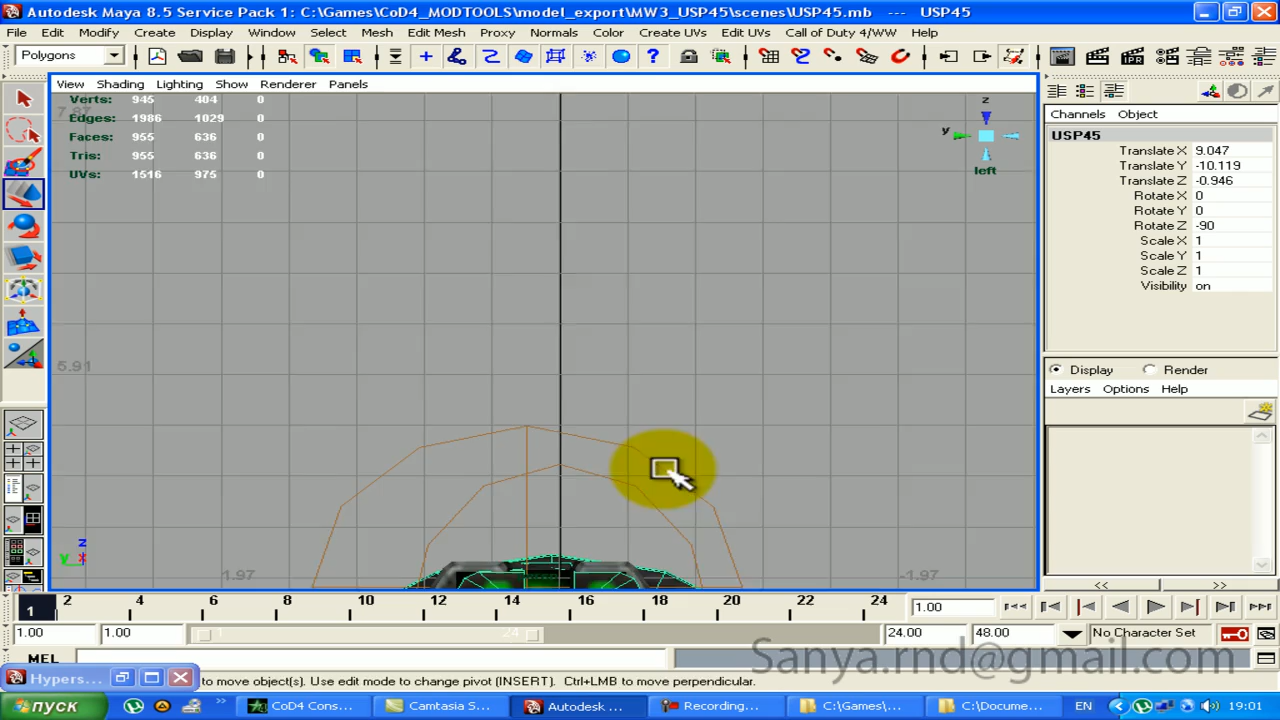 Autodesk Maya 8.5 Service Pack 1: C:\Games\CoD4_MODTOOLS\model_export\MW3_USP45\scenes\USP45.mb --- USP45
File Edit Modify Create Display Window Select Mesh Edit Mesh Proxy Normals Color Create UVs Edit UVs Call of Duty 4/WW Help
Polygons
View Shading Lighting Show Renderer Panels
Channels Object
Verts: 945 404 0
Edges: 1986 1029 0
Faces: 955 636 0
Tris: 955 636 0
UVs: 1516 975 0
z
y
left
USP45
Translate X 9.047
Translate Y -10.119
Translate Z -0.946
Rotate X 0
Rotate Y 0
Rotate Z -90
Scale X 1
Scale Y 1
Scale Z 1
Visibility on
5.91
Display Render
Layers Options Help
z
y x
1.97 -1.97
<< >>
1 2 4 6 8 10 12 14 16 18 20 22 24 1.00
1.00 1.00 24 24.00 48.00 No Character Set
MEL
Sanya.rnd@gmail.com
Hypers... to move object(s). Use edit mode to change pivot (INSERT). Ctrl+LMB to move perpendicular.
пуск CoD4 Cons... Camtasia S... Autodesk ... Recording... C:\Games\... C:\Docume... EN 19:01